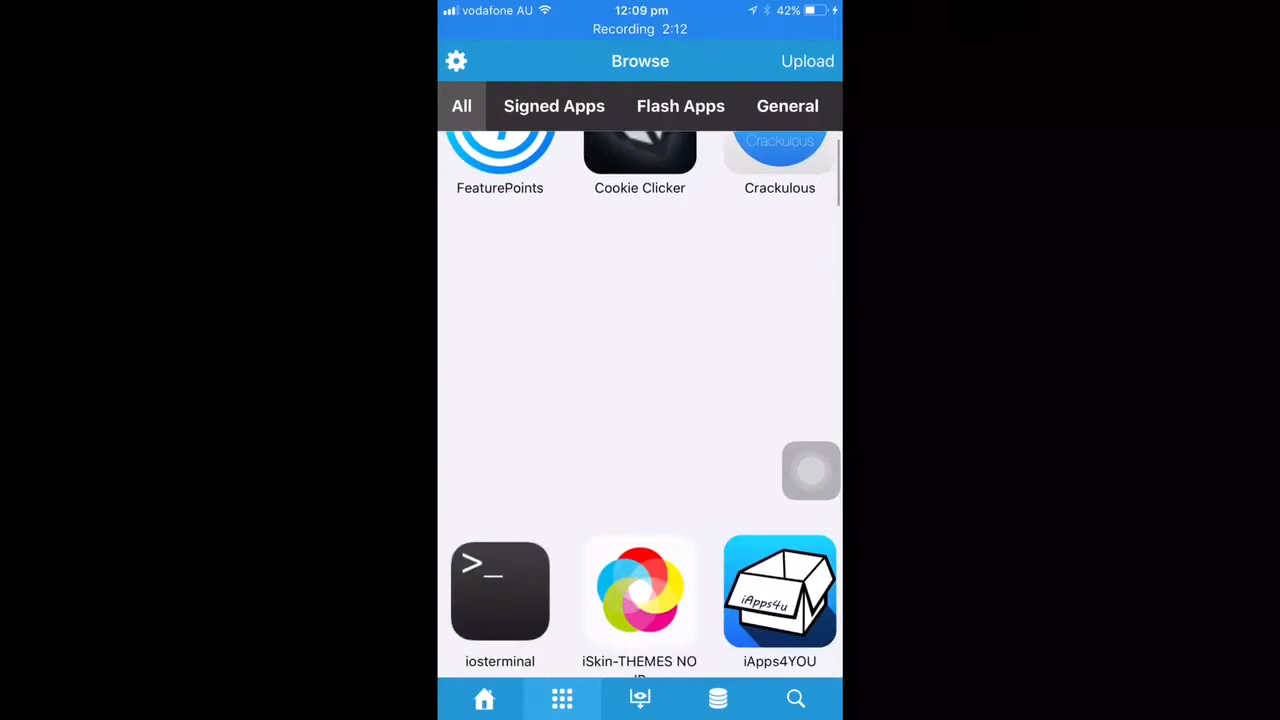 vodafone AU 12:09 pm 42%
Recording 2:12
Browse Upload
All Signed Apps Flash Apps General
Crackulous
FeaturePoints Cookie Clicker Crackulous
>_
iApps4u
iosterminal iSkin-THEMES NO iApps4YOU